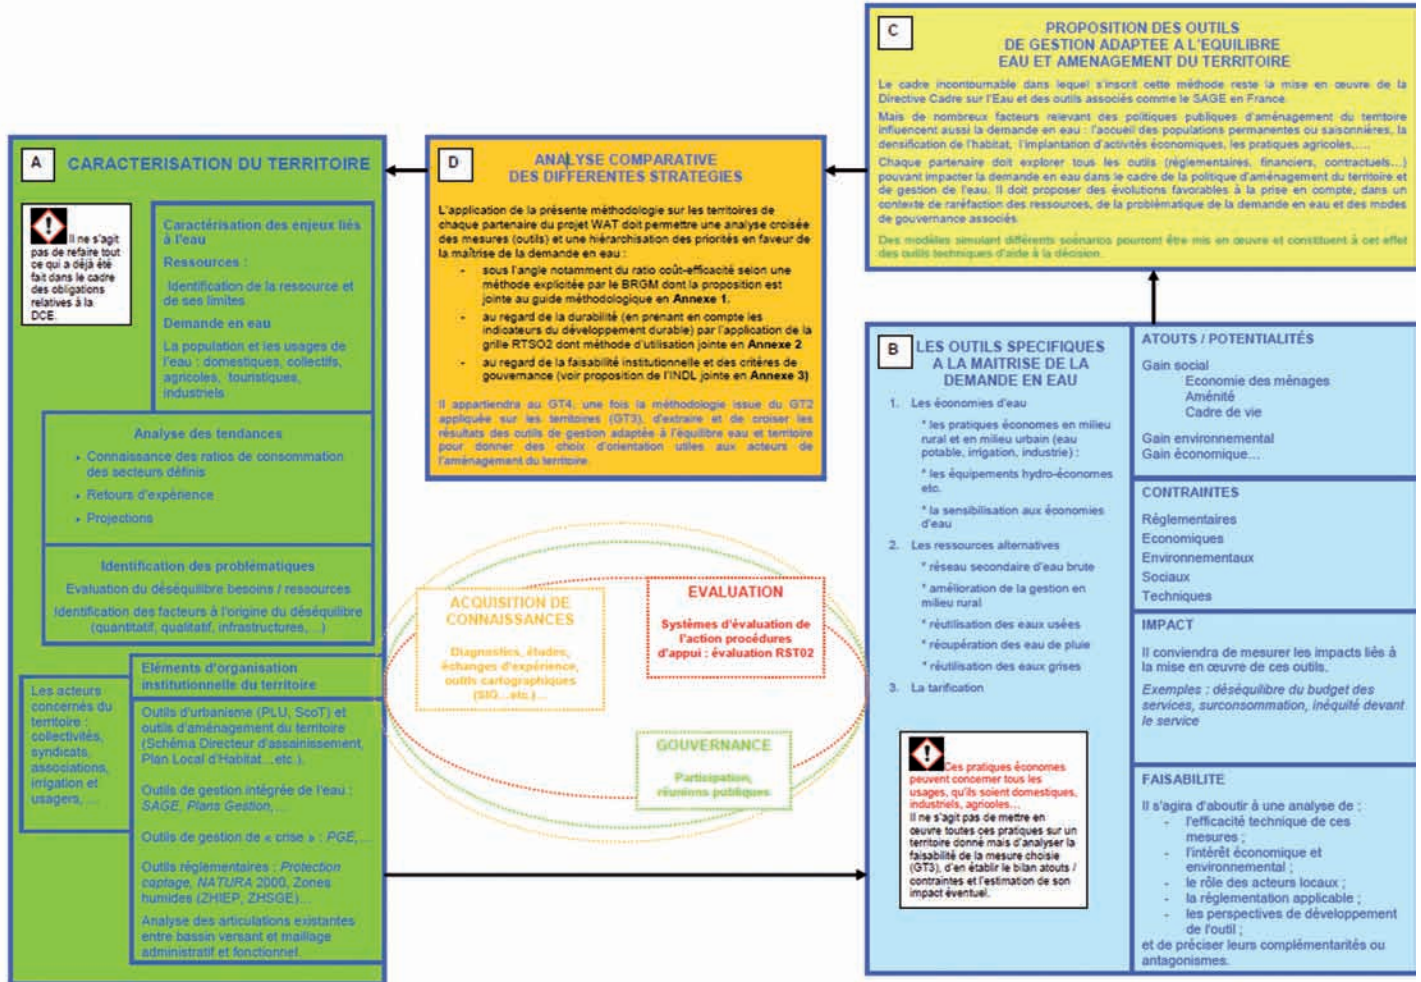 A
CARACTERISATION DU TERRITOIRE
Il ne s'agit
pas de refaire tout
ce qui a déjà été
fait dans le cadre
des obligations
relatives à la
DCE.
Caractérisation des enjeux liés
à l'eau
Ressources :
Identification de la ressource et
de ses limites
Demande en eau
La population et les usages de
l'eau : domestiques, collectifs,
agricoles, touristiques,
industriels
Analyse des tendances
• Connaissance des ratios de consommation
des secteurs définis
• Retours d'expérience
• Projections
Identification des problématiques
Evaluation du déséquilibre besoins / ressources
Identification des facteurs à l'origine du déséquilibre
(quantitatif, qualitatif, infrastructures,...)
Les acteurs
concernés du
territoire :
collectivités,
syndicats,
associations,
irrigation et
usagers, ...
Eléments d'organisation
institutionnelle du territoire
Outils d'urbanisme (PLU, ScoT) et
outils d'aménagement du territoire
(Schéma Directeur d'assainissement,
Plan Local d'Habitat...etc.).
Outils de gestion intégrée de l'eau :
SAGE, Plans Gestion,...
Outils de gestion de « crise » : PGE,...
Outils réglementaires : Protection
captage, NATURA 2000, Zones
humides (ZHIEP, ZHSGE)...
Analyse des articulations existantes
entre bassin versant et maillage
administratif et fonctionnel.
D
ANALYSE COMPARATIVE
DES DIFFERENTES STRATEGIES
L'application de la présente méthodologie sur les territoires de
chaque partenaire du projet WAT doit permettre une analyse croisée
des mesures (outils) et une hiérarchisation des priorités en faveur de
la maîtrise de la demande en eau :
- sous l'angle notamment du ratio coût-efficacité selon une
méthode explicitée par le BRGM dont la proposition est
jointe au guide méthodologique en Annexe 1.
- au regard de la durabilité (en prenant en compte les
indicateurs du développement durable) par l'application de la
grille RTSO2 dont méthode d'utilisation jointe en Annexe 2
- au regard de la faisabilité institutionnelle et des critères de
gouvernance (voir proposition de l'INDL jointe en Annexe 3)
Il appartiendra au GT4, une fois la méthodologie issue du GT2
appliquée sur les territoires (GT3), d'extraire et de croiser les
résultats des outils de gestion adaptée à l'équilibre eau et territoire
pour donner des choix d'orientation utiles aux acteurs de
l'aménagement du territoire.
ACQUISITION DE
CONNAISSANCES
Diagnostics, études,
échanges d'expérience,
outils cartographiques
(SIG...etc.)...
EVALUATION
Systèmes d'évaluation de
l'action procédures
d'appui : évaluation RST02
GOUVERNANCE
Participation,
réunions publiques
C
PROPOSITION DES OUTILS
DE GESTION ADAPTEE A L'EQUILIBRE
EAU ET AMENAGEMENT DU TERRITOIRE
Le cadre incontournable dans lequel s'inscrit cette méthode reste la mise en œuvre de la
Directive Cadre sur l'Eau et des outils associés comme le SAGE en France.
Mais de nombreux facteurs relevant des politiques publiques d'aménagement du territoire
influencent aussi la demande en eau : l'accueil des populations permanentes ou saisonnières, la
densification de l'habitat, l'implantation d'activités économiques, les pratiques agricoles,....
Chaque partenaire doit explorer tous les outils (réglementaires, financiers, contractuels...)
pouvant impacter la demande en eau dans le cadre de la politique d'aménagement du territoire et
de gestion de l'eau. Il doit proposer des évolutions favorables à la prise en compte, dans un
contexte de raréfaction des ressources, de la problématique de la demande en eau et des modes
de gouvernance associés.
Des modèles simulant différents scénarios pourront être mis en œuvre et constituent à cet effet
des outils techniques d'aide à la décision.
B
LES OUTILS SPECIFIQUES
A LA MAITRISE DE LA
DEMANDE EN EAU
1. Les économies d'eau
* les pratiques économes en milieu
rural et en milieu urbain (eau
potable, irrigation, industrie) :
* les équipements hydro-économes
etc.
* la sensibilisation aux économies
d'eau
2. Les ressources alternatives
* réseau secondaire d'eau brute
* amélioration de la gestion en
milieu rural
* réutilisation des eaux usées
* récupération des eau de pluie
* réutilisation des eaux grises
3. La tarification
Ces pratiques économes
peuvent concerner tous les
usages, qu'ils soient domestiques,
industriels, agricoles...
Il ne s'agit pas de mettre en
œuvre toutes ces pratiques sur un
territoire donné mais d'analyser la
faisabilité de la mesure choisie
(GT3), d'en établir le bilan atouts /
contraintes et l'estimation de son
impact éventuel.
ATOUTS / POTENTIALITÉS
Gain social
Economie des ménages
Aménité
Cadre de vie
Gain environnemental
Gain économique...
CONTRAINTES
Réglementaires
Economiques
Environnementaux
Sociaux
Techniques
IMPACT
Il conviendra de mesurer les impacts liés à
la mise en œuvre de ces outils.
Exemples : déséquilibre du budget des
services, surconsommation, inéquité devant
le service
FAISABILITÉ
Il s'agira d'aboutir à une analyse de :
- l'efficacité technique de ces
mesures ;
- l'intérêt économique et
environnemental ;
- le rôle des acteurs locaux ;
- la réglementation applicable ;
- les perspectives de développement
de l'outil ;
et de préciser leurs complémentarités ou
antagonismes.